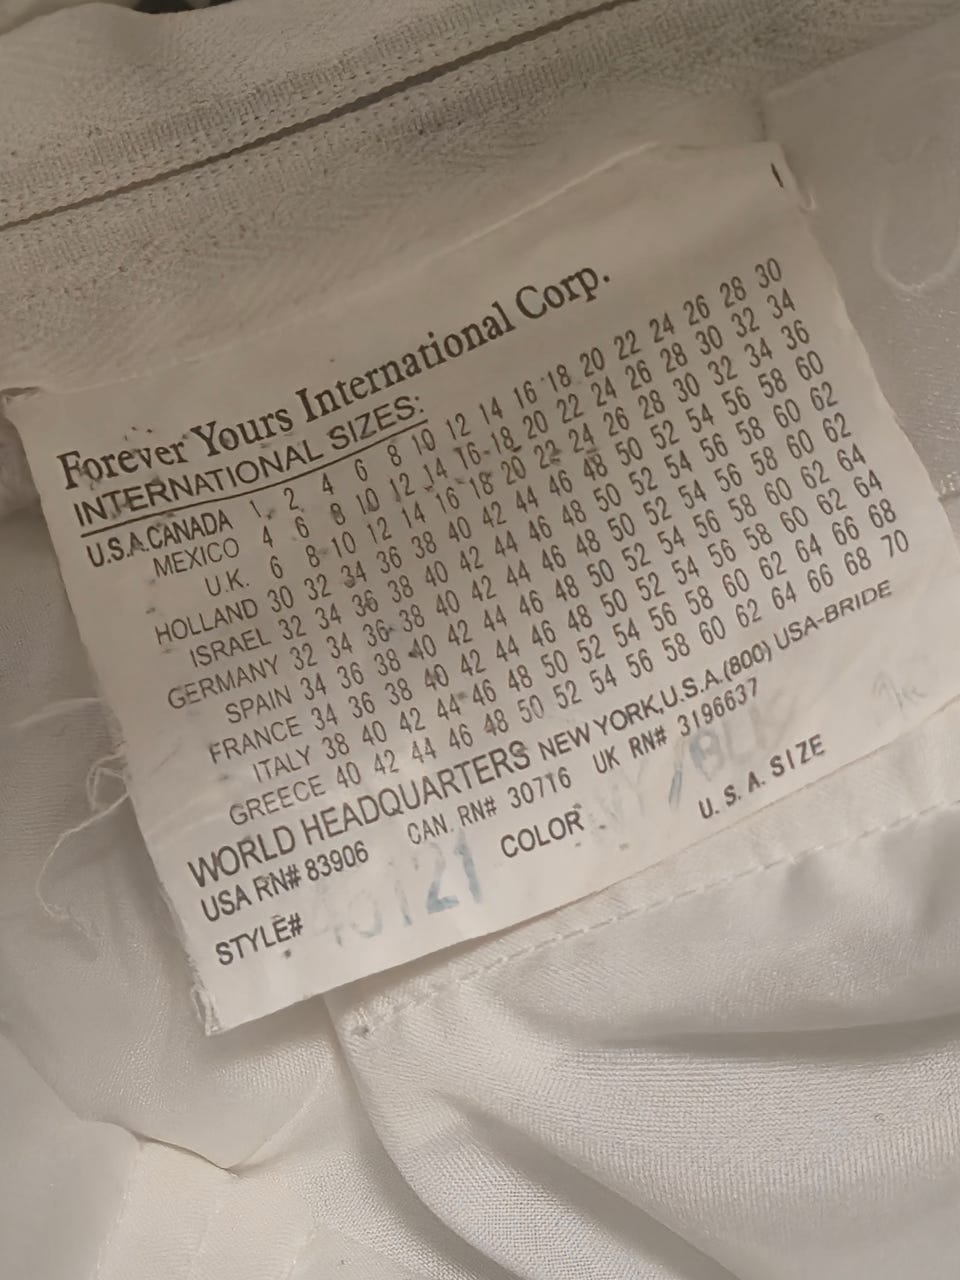 Forever Yours International Corp.
INTERNATIONAL SIZES:
U.S.A.CANADA 1 2 4 6 8 10 12 14 16 18 20 22 24 26 28 30
MEXICO 4 6 8 10 12 14 16 18 20 22 24 26 28 30 32 34
U.K. 6 8 10 12 14 16 18 20 22 24 26 28 30 32 34 36
HOLLAND 30 32 34 36 38 40 42 44 46 48 50 52 54 56 58 60
ISRAEL 32 34 36 38 40 42 44 46 48 50 52 54 56 58 60 62
GERMANY 32 34 36 38 40 42 44 46 48 50 52 54 56 58 60 62
SPAIN 34 36 38 40 42 44 46 48 50 52 54 56 58 60 62 64
FRANCE 34 36 38 40 42 44 46 48 50 52 54 56 58 60 62 64
ITALY 38 40 42 44 46 48 50 52 54 56 58 60 62 64 66 68
GREECE 40 42 44 46 48 50 52 54 56 58 60 62 64 66 68 70
WORLD HEADQUARTERS NEW YORK,U.S.A.(800) USA-BRIDE
USA RN# 83906 CAN. RN# 30716 UK RN# 3196637
STYLE# COLOR U. S. A. SIZE